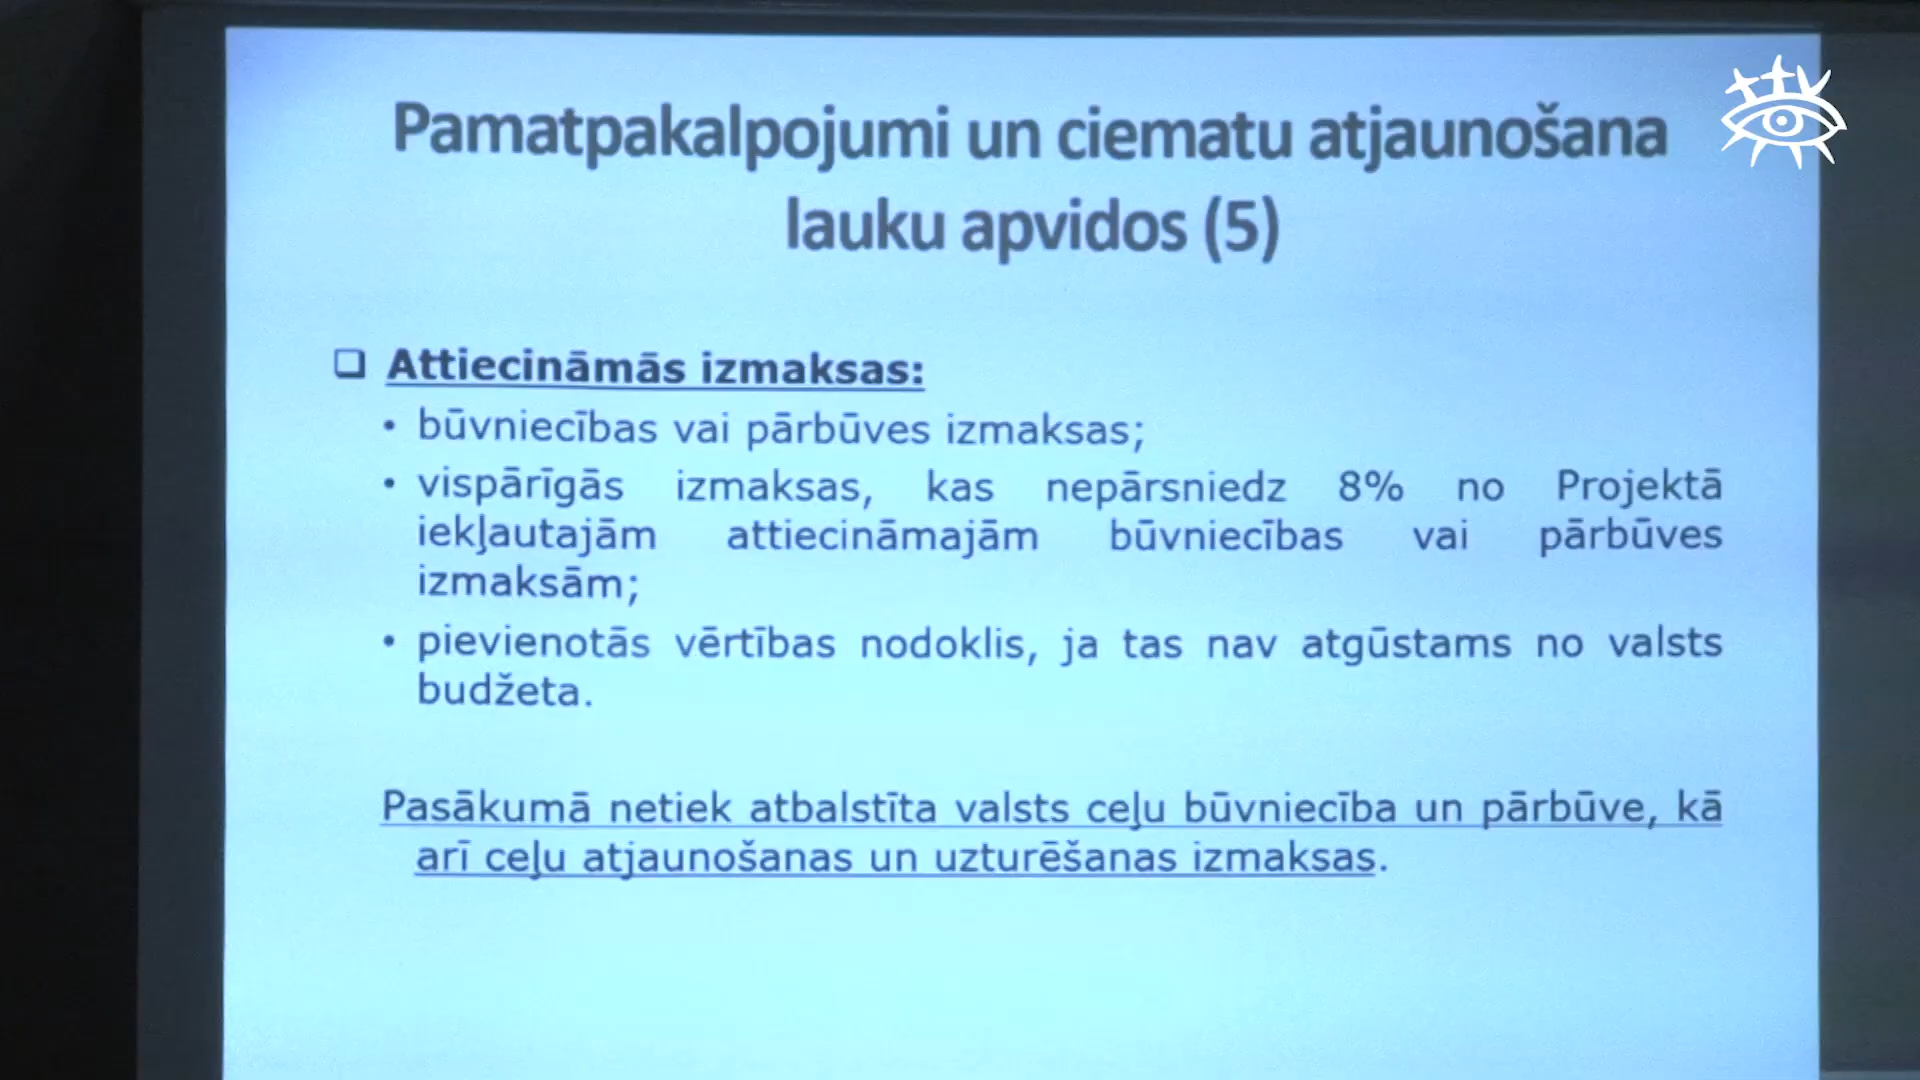 Pamatpakalpojumi un ciematu atjaunošana
lauku apvidos (5)
Attiecināmās izmaksas:
• būvniecības vai pārbūves izmaksas;
• vispārīgās izmaksas, kas nepārsniedz 8% no Projektā
iekļautajām attiecināmajām būvniecības vai pārbūves
izmaksām;
• pievienotās vērtības nodoklis, ja tas nav atgūstams no valsts
budžeta.
Pasākumā netiek atbalstīta valsts ceļu būvniecība un pārbūve, kā
arī ceļu atjaunošanas un uzturēšanas izmaksas.